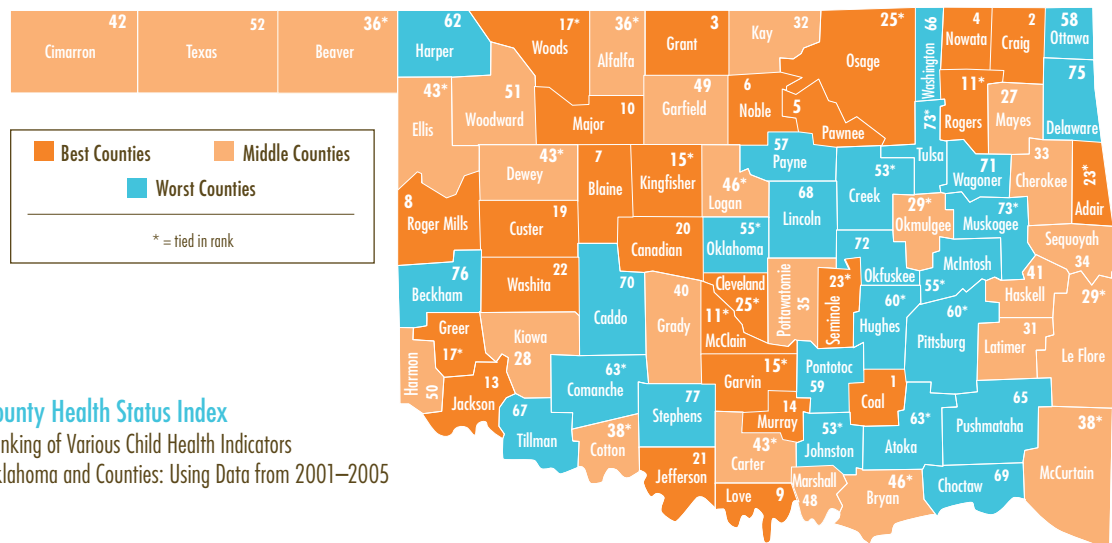 42
Cimarron
52
Texas
36*
Beaver
62
Harper
17*
Woods
36*
Alfalfa
3
Grant
32
Kay
25*
Osage
66
Washington
4
Nowata
2
Craig
58
Ottawa
43*
Ellis
51
Woodward
10
Major
49
Garfield
6
Noble
5
Pawnee
73*
Tulsa
11*
Rogers
27
Mayes
75
Delaware
Best Counties
Middle Counties
Worst Counties
* = tied in rank
8
Roger Mills
43*
Dewey
7
Blaine
15*
Kingfisher
46*
Logan
57
Payne
53*
Creek
71
Wagoner
33
Cherokee
23*
Adair
19
Custer
20
Canadian
55*
Oklahoma
68
Lincoln
29*
Okmulgee
73*
Muskogee
Sequoyah
34
76
Beckham
22
Washita
70
Caddo
40
Grady
Cleveland
25*
11*
McClain
Pottawatomie
35
23*
Seminole
72
Okfuskee
McIntosh
55*
41
Haskell
29*
Le Flore
Greer
17*
Harmon
50
Kiowa
28
13
Jackson
63*
Comanche
15*
Garvin
Pontotoc
59
60*
Hughes
60*
Pittsburg
31
Latimer
67
Tillman
77
Stephens
14
Murray
1
Coal
63*
Atoka
65
Pushmataha
38*
McCurtain
38*
Cotton
21
Jefferson
43*
Carter
53*
Johnston
Love
9
Marshall
48
46*
Bryan
Choctaw
69
ounty Health Status Index
nking of Various Child Health Indicators
klahoma and Counties: Using Data from 2001–2005